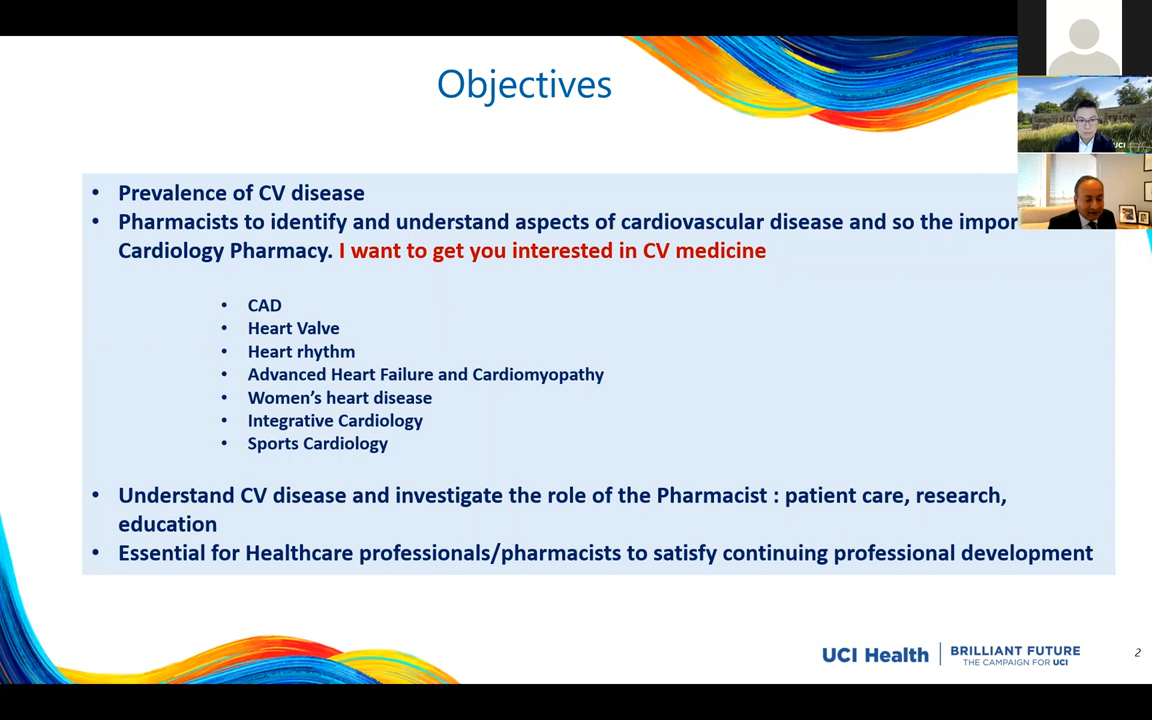 Objectives
• Prevalence of CV disease
• Pharmacists to identify and understand aspects of cardiovascular disease and so the impor
Cardiology Pharmacy. I want to get you interested in CV medicine
• CAD
• Heart Valve
• Heart rhythm
• Advanced Heart Failure and Cardiomyopathy
• Women’s heart disease
• Integrative Cardiology
• Sports Cardiology
• Understand CV disease and investigate the role of the Pharmacist : patient care, research,
education
• Essential for Healthcare professionals/pharmacists to satisfy continuing professional development
UCI Health
BRILLIANT FUTURE
THE CAMPAIGN FOR UCI
2
UCI